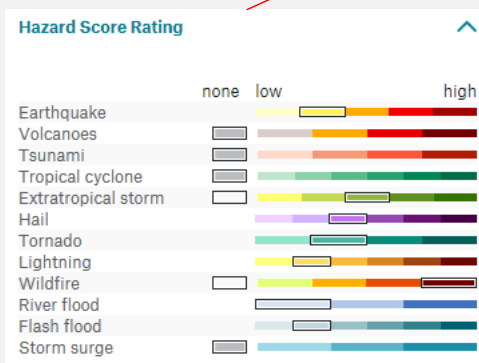 Hazard Score Rating
none low high
Earthquake
Volcanoes
Tsunami
Tropical cyclone
Extratropical storm
Hail
Tornado
Lightning
Wildfire
River flood
Flash flood
Storm surge